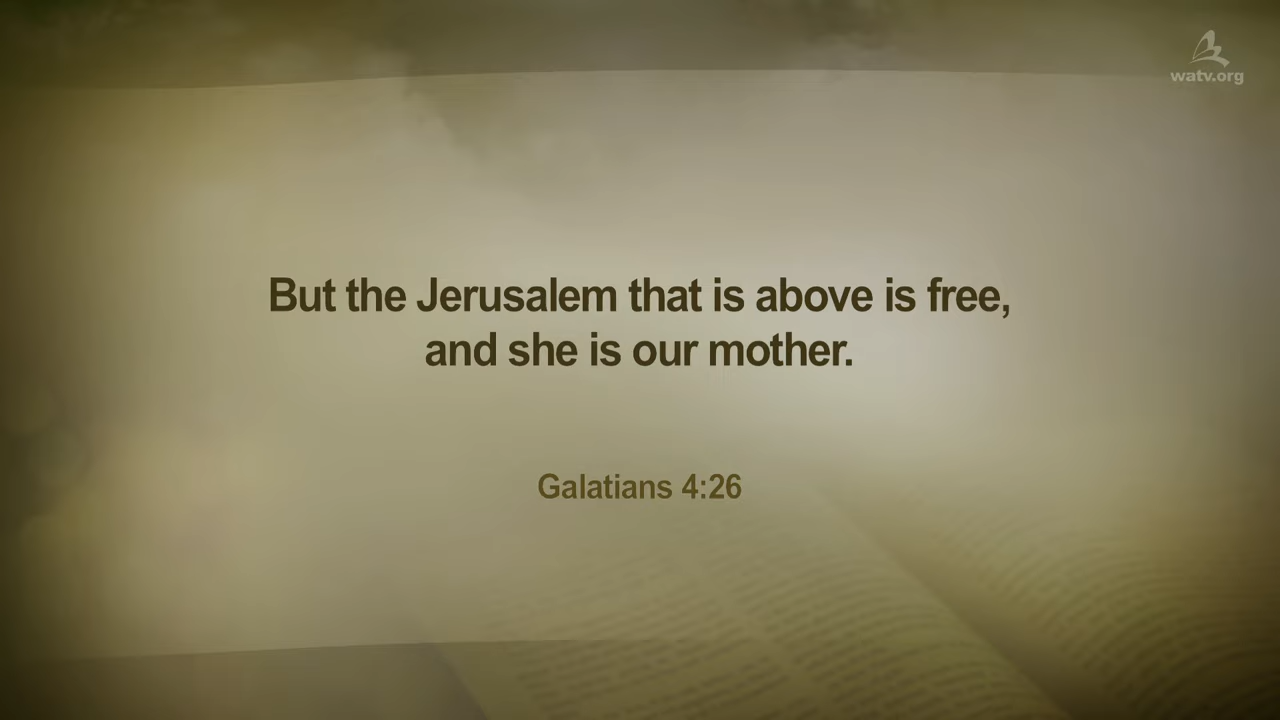 watv.org
But the Jerusalem that is above is free,
and she is our mother.
Galatians 4:26